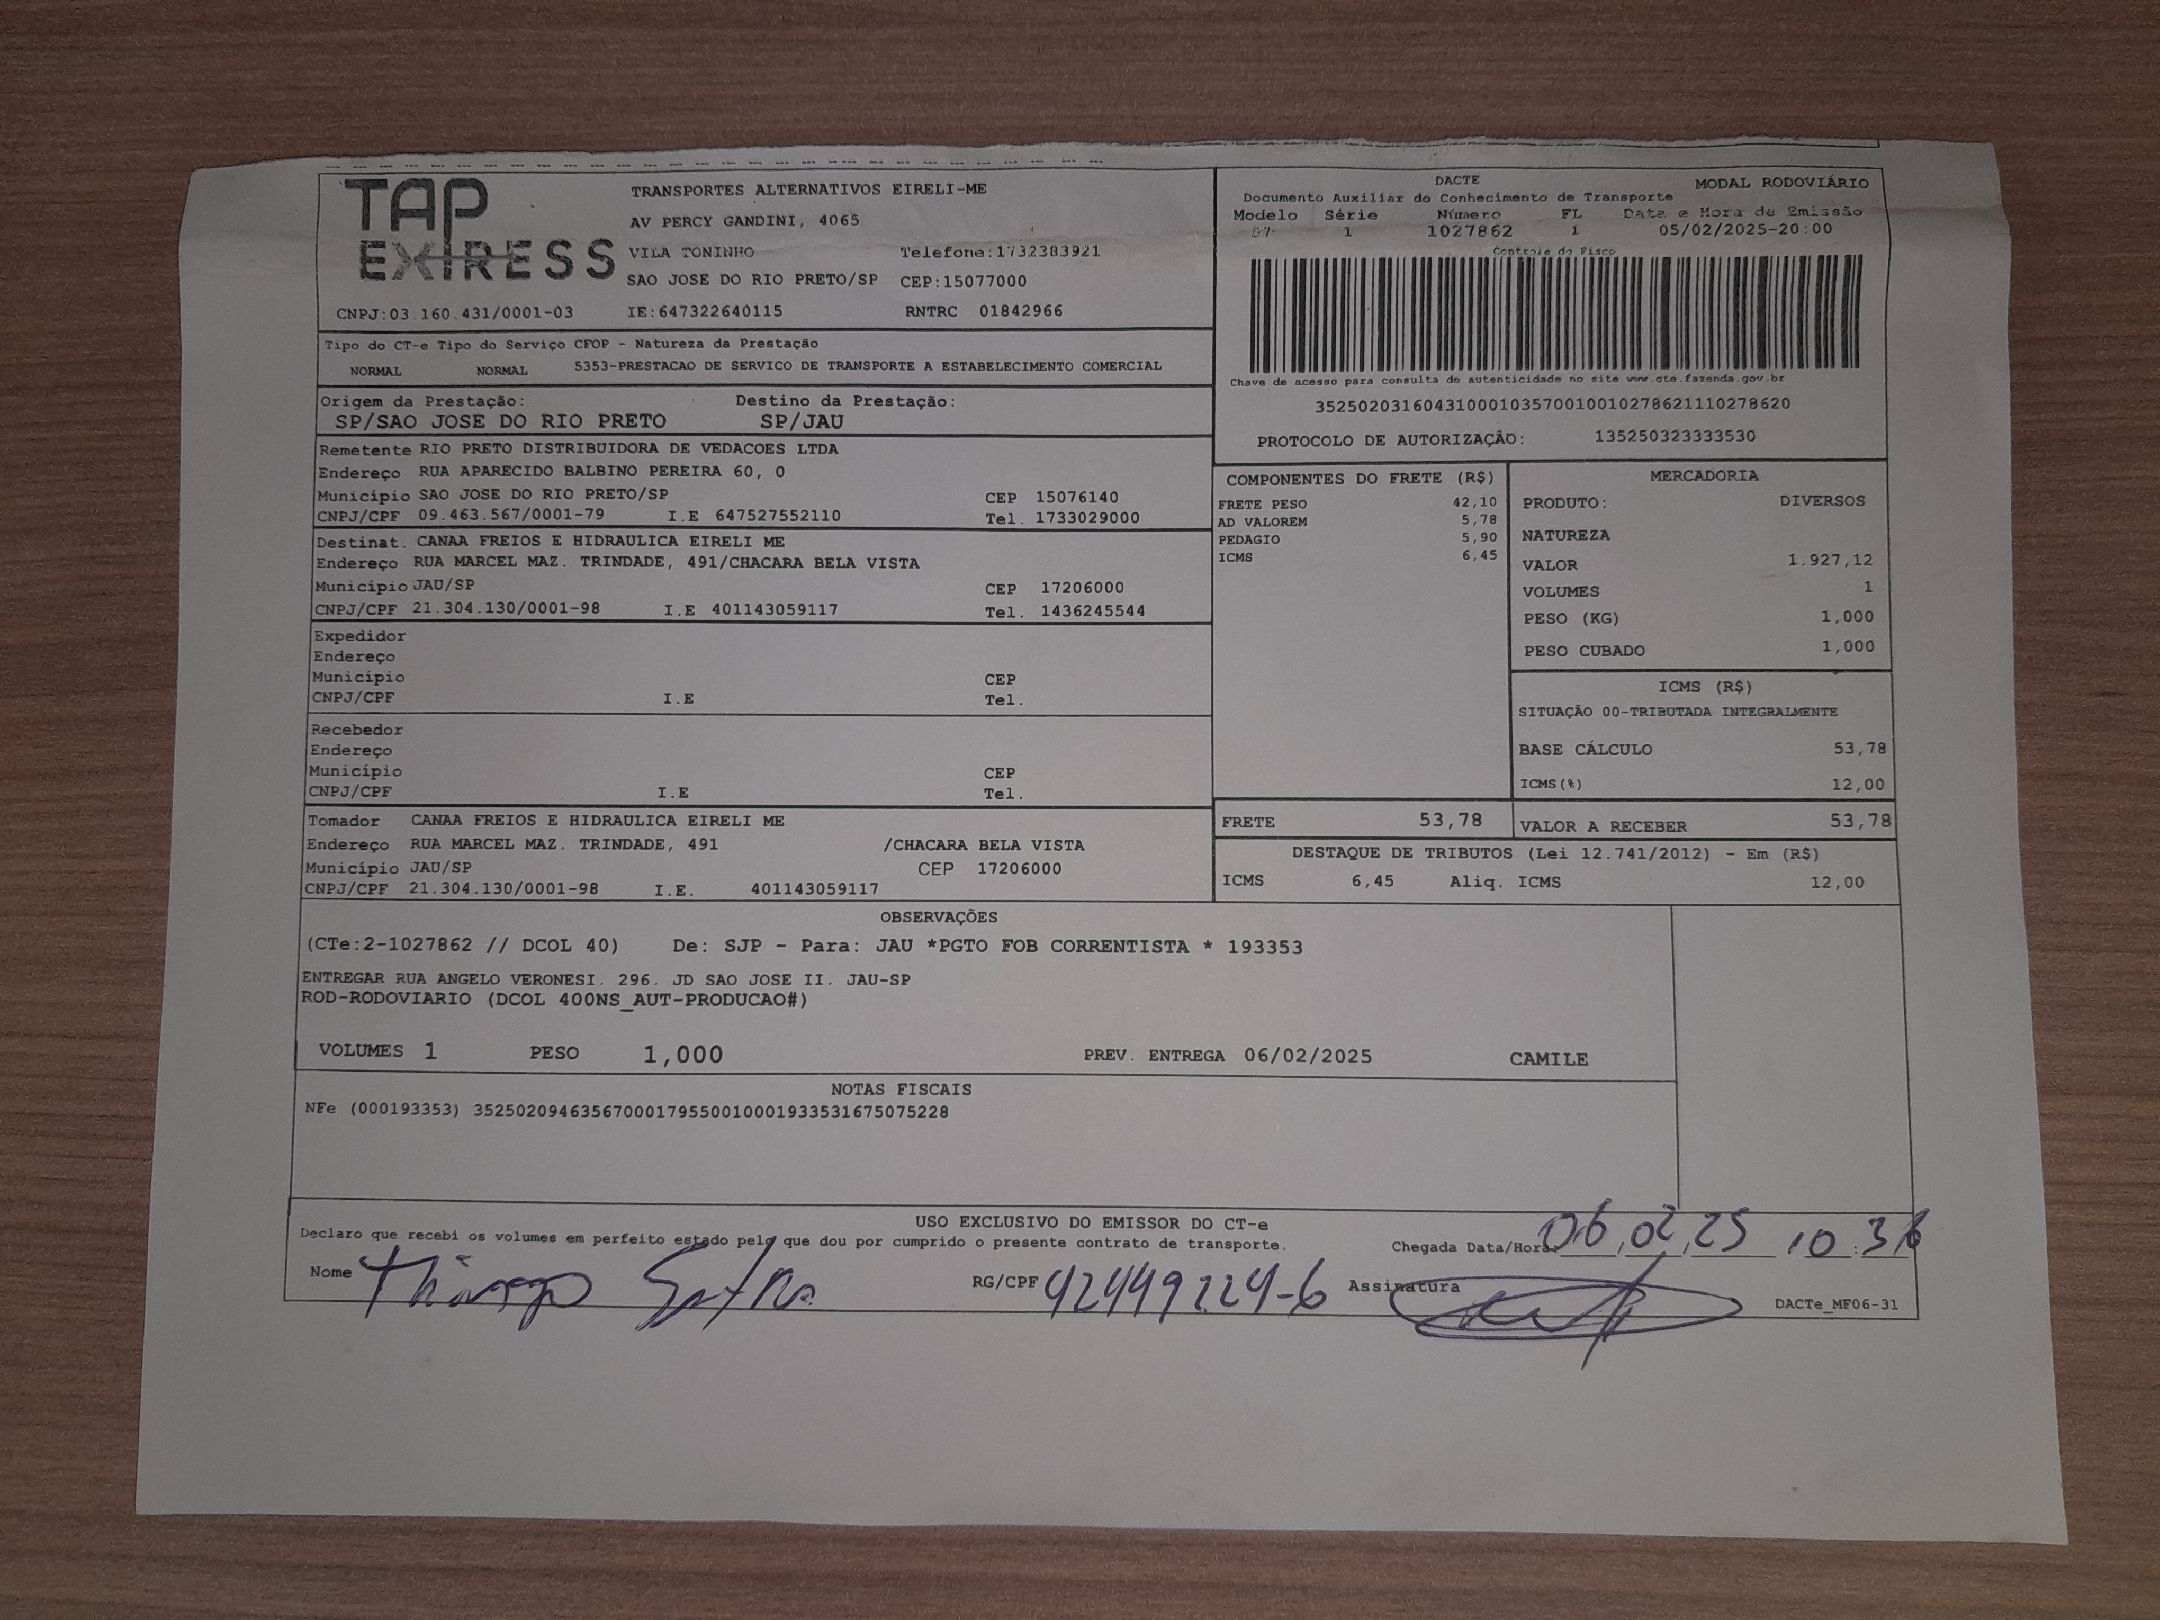 TAP
EXPRESS
TRANSPORTES ALTERNATIVOS EIRELI-ME
AV PERCY GANDINI, 4065
VILA TONINHO Telefone:1732383921
SAO JOSE DO RIO PRETO/SP CEP:15077000
CNPJ:03.160.431/0001-03 IE:647322640115 RNTRC 01842966
DACTE MODAL RODOVIÁRIO
Documento Auxiliar do Conhecimento de Transporte
Modelo Série Número FL Data e Hora de Emissão
57 1 1027862 1 05/02/2025-20:00
Controle do Fisco
Chave de acesso para consulta de autenticidade no site www.cte.fazenda.gov.br
35250203160431000103570010010278621110278620
PROTOCOLO DE AUTORIZAÇÃO: 135250323333530
Tipo do CT-e Tipo do Serviço CFOP - Natureza da Prestação
NORMAL NORMAL 5353-PRESTACAO DE SERVICO DE TRANSPORTE A ESTABELECIMENTO COMERCIAL
Origem da Prestação: Destino da Prestação:
SP/SAO JOSE DO RIO PRETO SP/JAU
Remetente RIO PRETO DISTRIBUIDORA DE VEDACOES LTDA
Endereço RUA APARECIDO BALBINO PEREIRA 60, 0
Município SAO JOSE DO RIO PRETO/SP CEP 15076140
CNPJ/CPF 09.463.567/0001-79 I.E 647527552110 Tel. 1733029000
Destinat. CANAA FREIOS E HIDRAULICA EIRELI ME
Endereço RUA MARCEL MAZ. TRINDADE, 491/CHACARA BELA VISTA
Município JAU/SP CEP 17206000
CNPJ/CPF 21.304.130/0001-98 I.E 401143059117 Tel. 1436245544
Expedidor
Endereço
Município CEP
CNPJ/CPF I.E Tel.
Recebedor
Endereço
Município CEP
CNPJ/CPF I.E Tel.
Tomador CANAA FREIOS E HIDRAULICA EIRELI ME
Endereço RUA MARCEL MAZ. TRINDADE, 491 /CHACARA BELA VISTA
Município JAU/SP CEP 17206000
CNPJ/CPF 21.304.130/0001-98 I.E. 401143059117
COMPONENTES DO FRETE (R$)
FRETE PESO 42,10
AD VALOREM 5,78
PEDAGIO 5,90
ICMS 6,45
MERCADORIA
PRODUTO: DIVERSOS
NATUREZA
VALOR 1.927,12
VOLUMES 1
PESO (KG) 1,000
PESO CUBADO 1,000
ICMS (R$)
SITUAÇÃO 00-TRIBUTADA INTEGRALMENTE
BASE CÁLCULO 53,78
ICMS(%) 12,00
FRETE 53,78 VALOR A RECEBER 53,78
DESTAQUE DE TRIBUTOS (Lei 12.741/2012) - Em (R$)
ICMS 6,45 Aliq. ICMS 12,00
OBSERVAÇÕES
(CTe:2-1027862 // DCOL 40) De: SJP - Para: JAU *PGTO FOB CORRENTISTA * 193353
ENTREGAR RUA ANGELO VERONESI. 296. JD SAO JOSE II. JAU-SP
ROD-RODOVIARIO (DCOL 400NS_AUT-PRODUCAO#)
VOLUMES 1 PESO 1,000 PREV. ENTREGA 06/02/2025 CAMILE
NOTAS FISCAIS
NFe (000193353) 35250209463567000179550010001933531675075228
USO EXCLUSIVO DO EMISSOR DO CT-e
Declaro que recebi os volumes em perfeito estado pelo que dou por cumprido o presente contrato de transporte.
Chegada Data/Hora: 06,02,25 10:36
Nome Thiago RG/CPF 42449224-6 Assinatura
DACTe_MF06-31